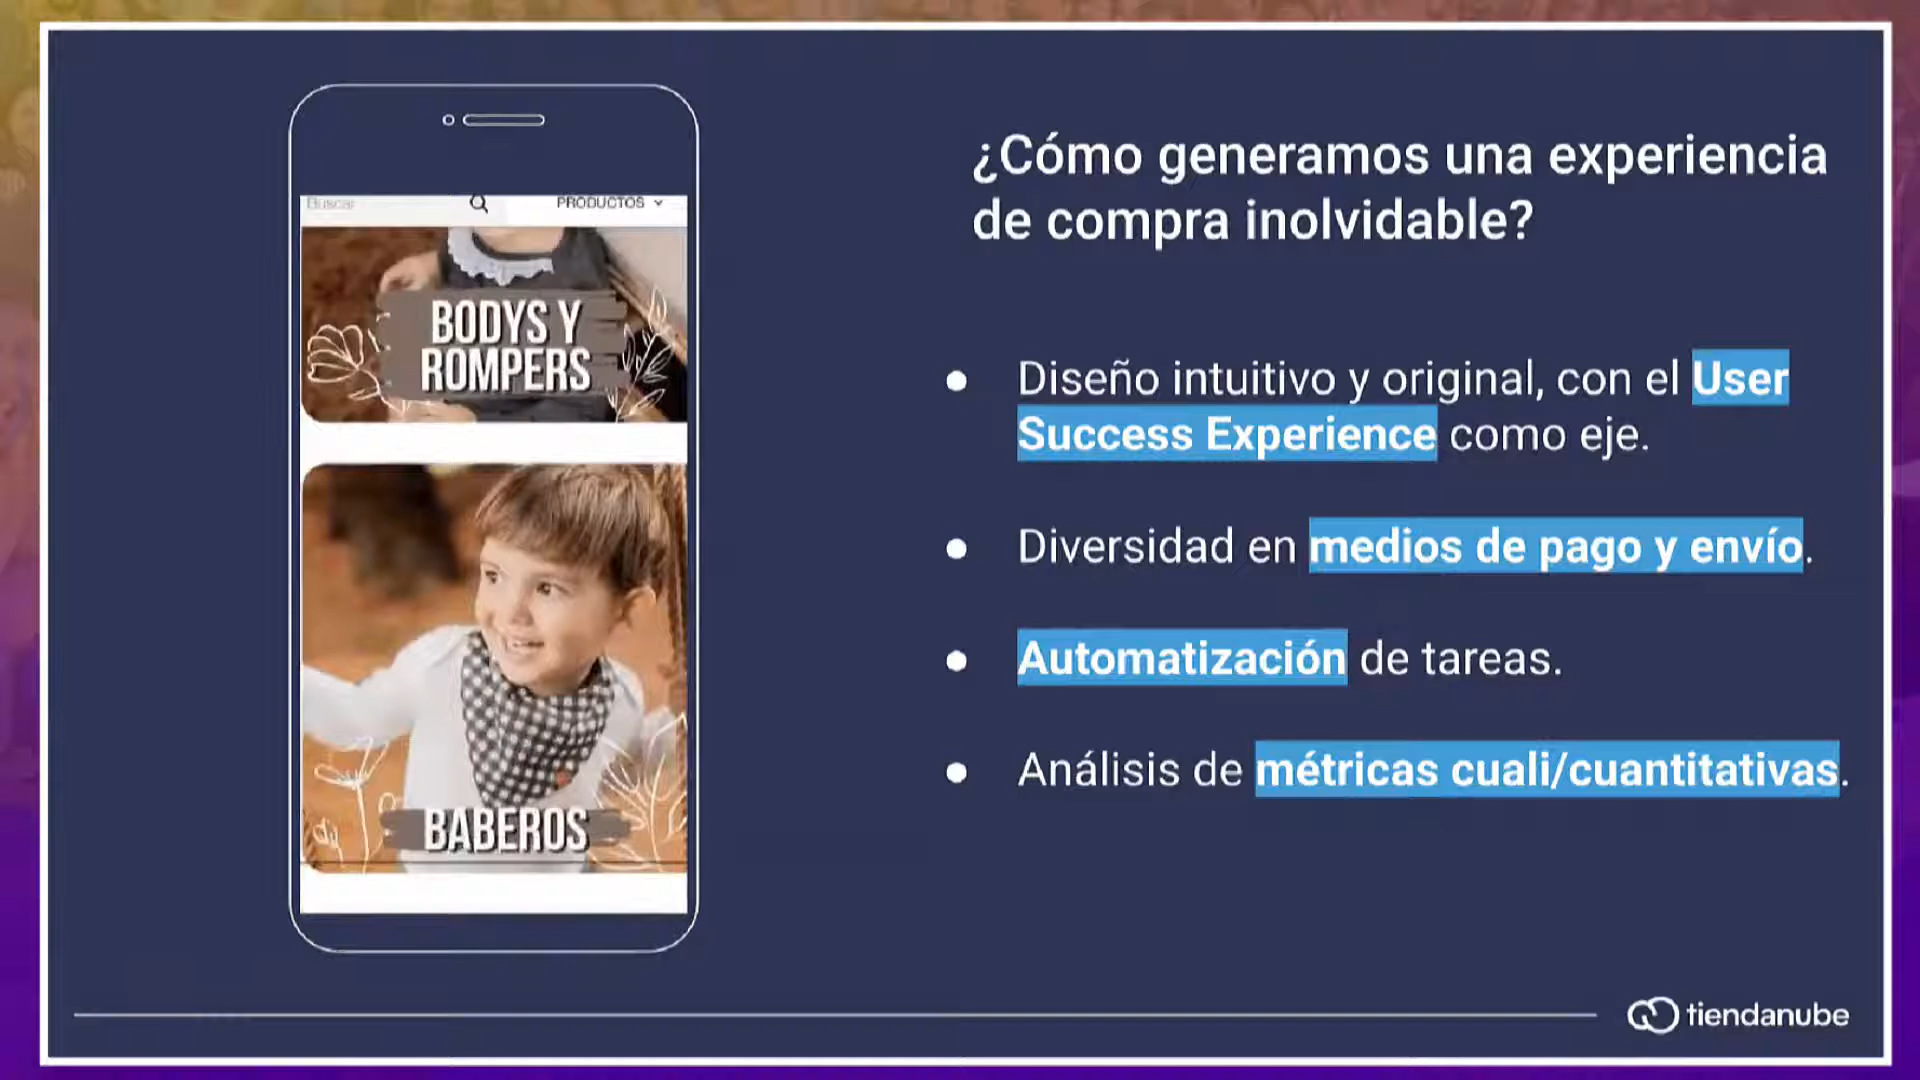 Buscar
PRODUCTOS
BODYS Y
ROMPERS
BABEROS
¿Cómo generamos una experiencia
de compra inolvidable?
● Diseño intuitivo y original, con el User
Success Experience como eje.
● Diversidad en medios de pago y envío.
● Automatización de tareas.
● Análisis de métricas cuali/cuantitativas.
tiendanube